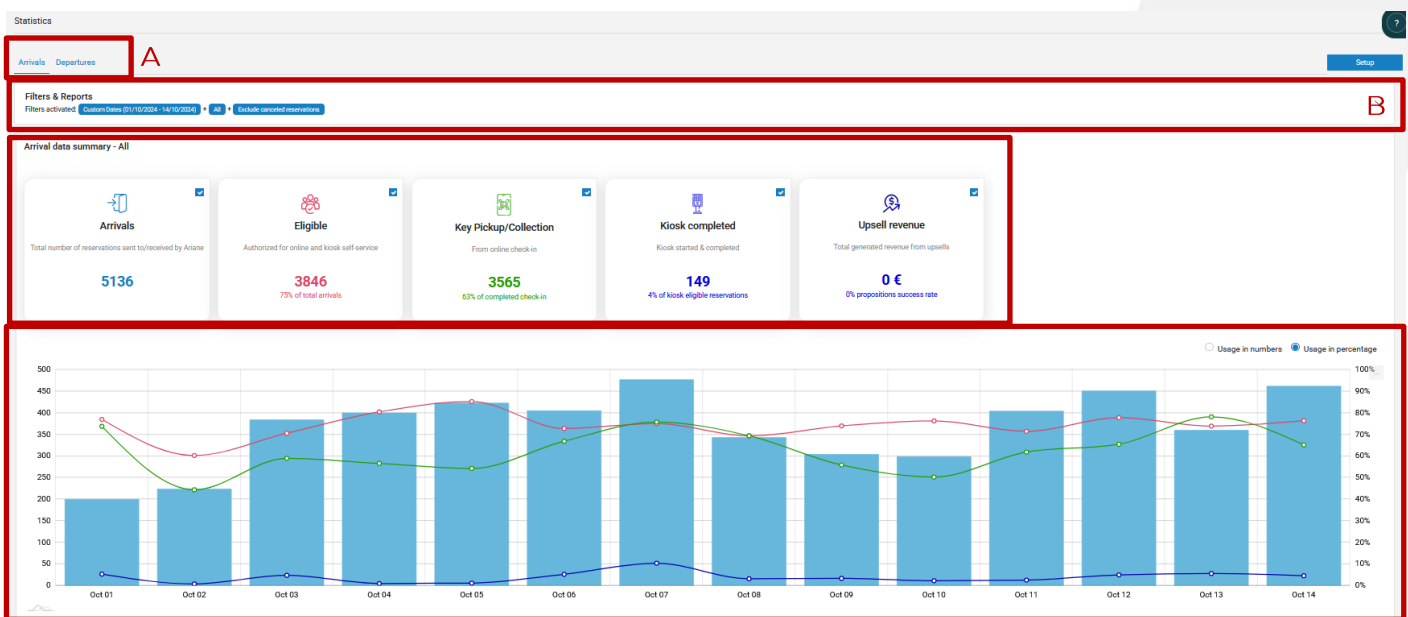 Statistics
?
Arrivals Departures
A
Setup
Filters & Reports
B
Filters activated: Custom Dates (01/10/2024 - 14/10/2024) + All + Exclude canceled reservations
Arrival data summary - All
Arrivals
Total number of reservations sent to/received by Ariane
5136
Eligible
Authorized for online and kiosk self-service
3846
75% of total arrivals
Key Pickup/Collection
From online check-in
3565
63% of completed check-in
Kiosk completed
Kiosk started & completed
149
4% of kiosk eligible reservations
Upsell revenue
Total generated revenue from upsells
0 €
0% propositions success rate
Usage in numbers Usage in percentage
500 100%
450 90%
400 80%
350 70%
300 60%
250 50%
200 40%
150 30%
100 20%
50 10%
0 0%
Oct 01 Oct 02 Oct 03 Oct 04 Oct 05 Oct 06 Oct 07 Oct 08 Oct 09 Oct 10 Oct 11 Oct 12 Oct 13 Oct 14